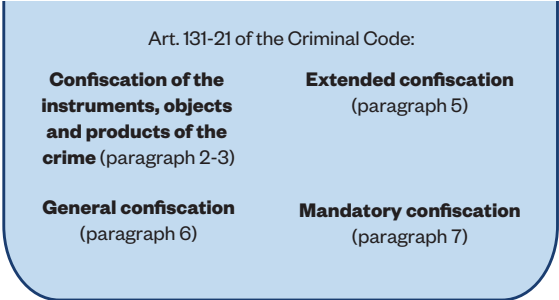 Art. 131-21 of the Criminal Code:
Confiscation of the
instruments, objects
and products of the
crime (paragraph 2-3)
Extended confiscation
(paragraph 5)
General confiscation
(paragraph 6)
Mandatory confiscation
(paragraph 7)